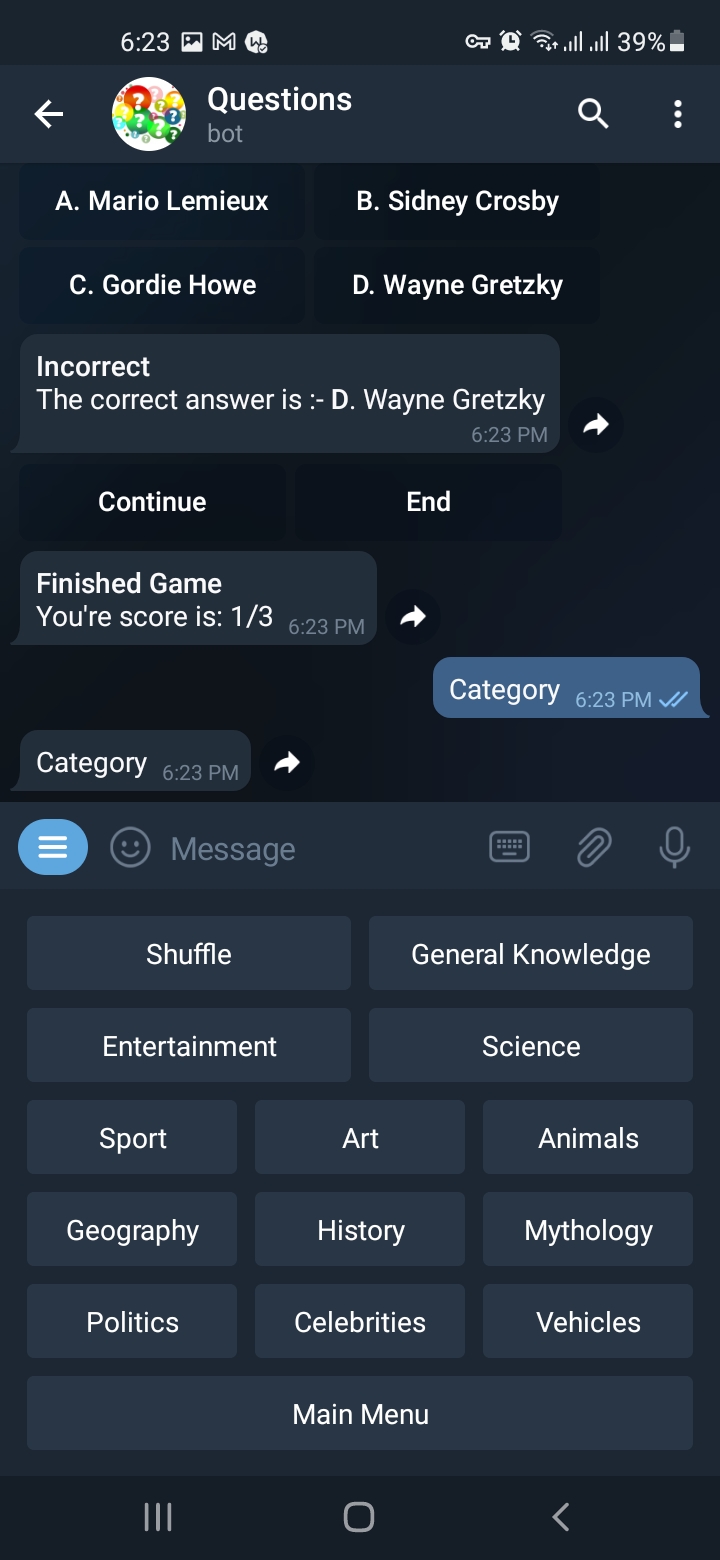 6:23 39%
Questions
bot
A. Mario Lemieux B. Sidney Crosby
C. Gordie Howe D. Wayne Gretzky
Incorrect
The correct answer is :- D. Wayne Gretzky
6:23 PM
Continue End
Finished Game
You're score is: 1/3 6:23 PM
Category 6:23 PM
Category 6:23 PM
Message
Shuffle General Knowledge
Entertainment Science
Sport Art Animals
Geography History Mythology
Politics Celebrities Vehicles
Main Menu